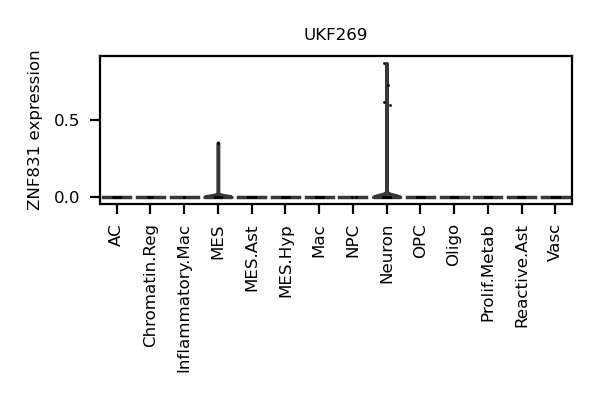 UKF269
ZNF831 expression
0.5
0.0
AC
Chromatin.Reg
Inflammatory.Mac
MES
MES.Ast
MES.Hyp
Mac
NPC
Neuron
OPC
Oligo
Prolif.Metab
Reactive.Ast
Vasc